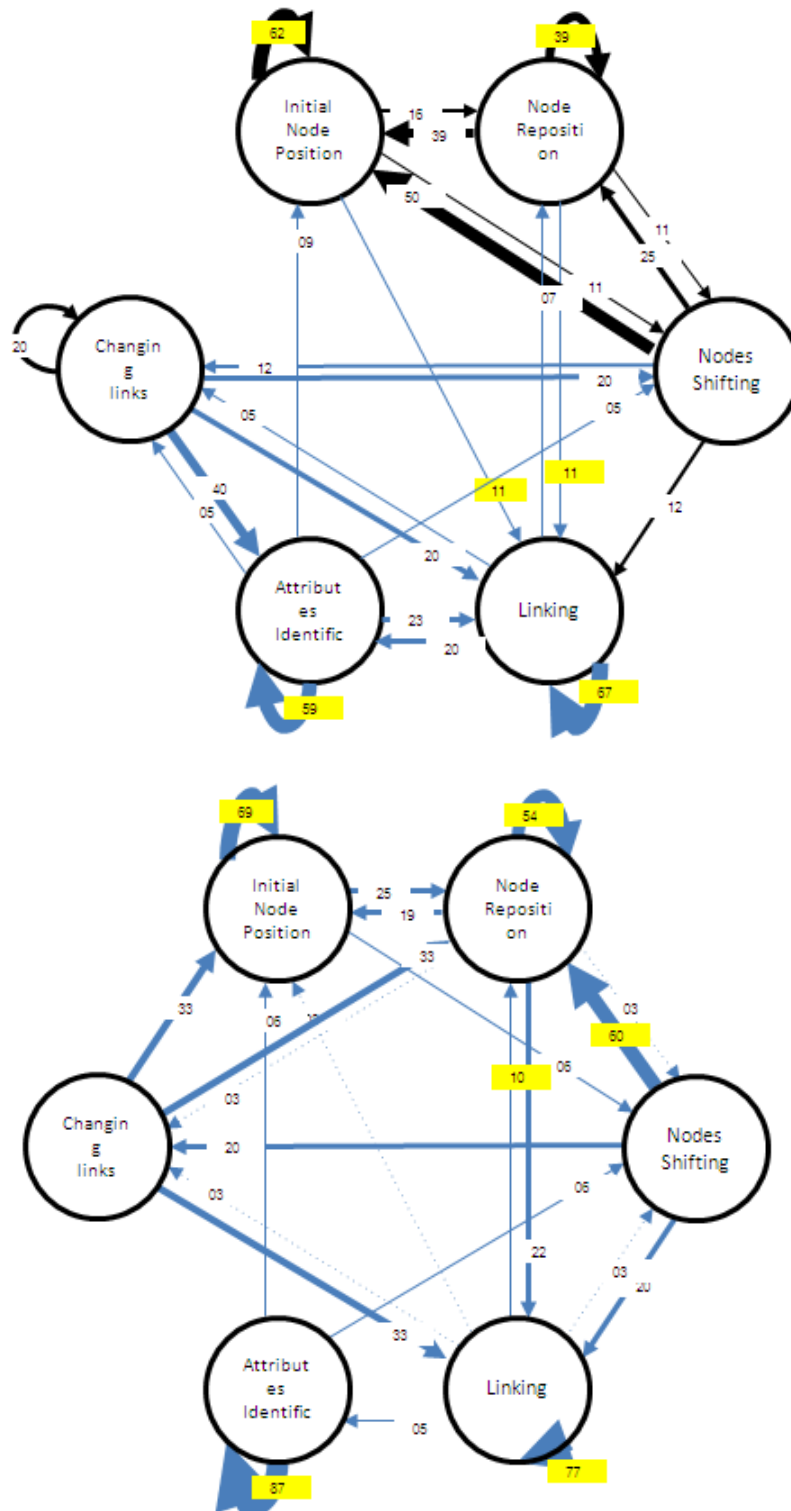 62
39
Initial
Node
Position
16
39
Node
Repositi
on
50
11
25
09
07
11
20
Changin
g
links
12
20
Nodes
Shifting
05
05
40
05
11
11
12
20
Attribut
es
Identific
23
20
Linking
59
67
69
54
Initial
Node
Position
25
19
Node
Repositi
on
33
33
06
03
60
10
06
03
Changin
g
links
20
Nodes
Shifting
03
06
22
03
20
33
Attribut
es
Identific
05
Linking
87
77